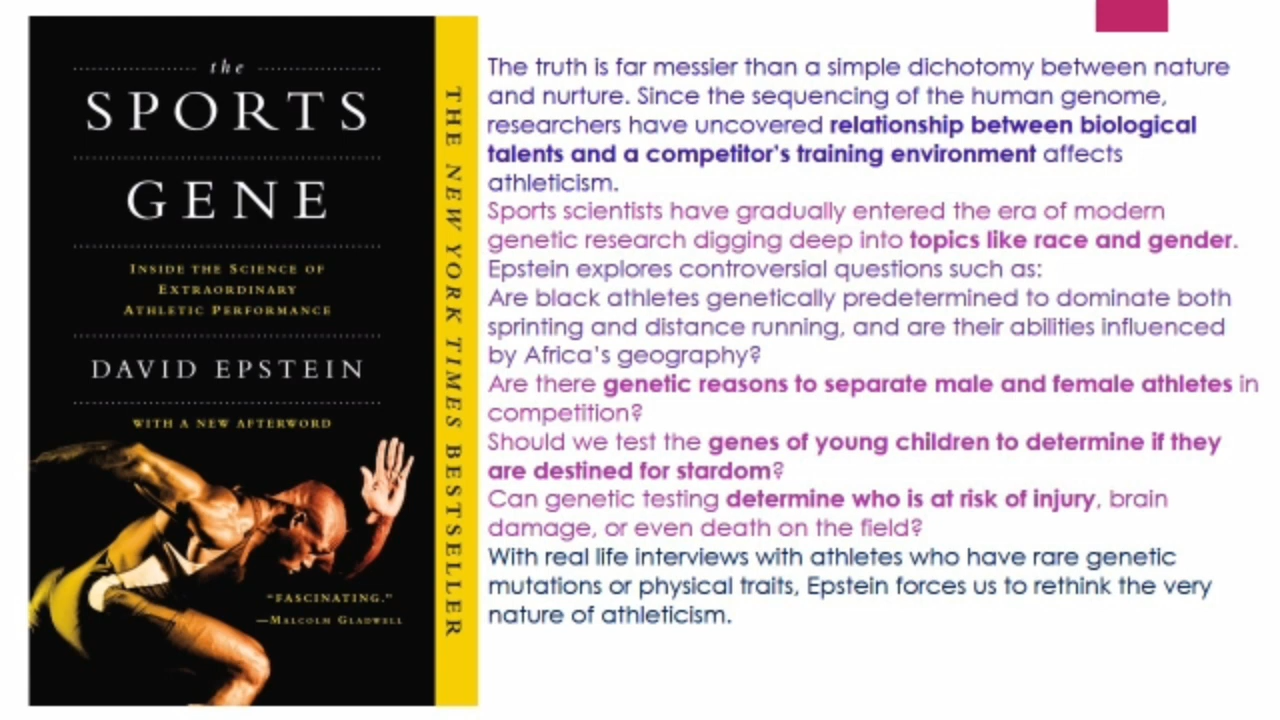 the
SPORTS
GENE
INSIDE THE SCIENCE OF
EXTRAORDINARY
ATHLETIC PERFORMANCE
DAVID EPSTEIN
WITH A NEW AFTERWORD
"FASCINATING."
—MALCOLM GLADWELL
THE NEW YORK TIMES BESTSELLER
The truth is far messier than a simple dichotomy between nature
and nurture. Since the sequencing of the human genome,
researchers have uncovered relationship between biological
talents and a competitor's training environment affects
athleticism.
Sports scientists have gradually entered the era of modern
genetic research digging deep into topics like race and gender.
Epstein explores controversial questions such as:
Are black athletes genetically predetermined to dominate both
sprinting and distance running, and are their abilities influenced
by Africa's geography?
Are there genetic reasons to separate male and female athletes in
competition?
Should we test the genes of young children to determine if they
are destined for stardom?
Can genetic testing determine who is at risk of injury, brain
damage, or even death on the field?
With real life interviews with athletes who have rare genetic
mutations or physical traits, Epstein forces us to rethink the very
nature of athleticism.